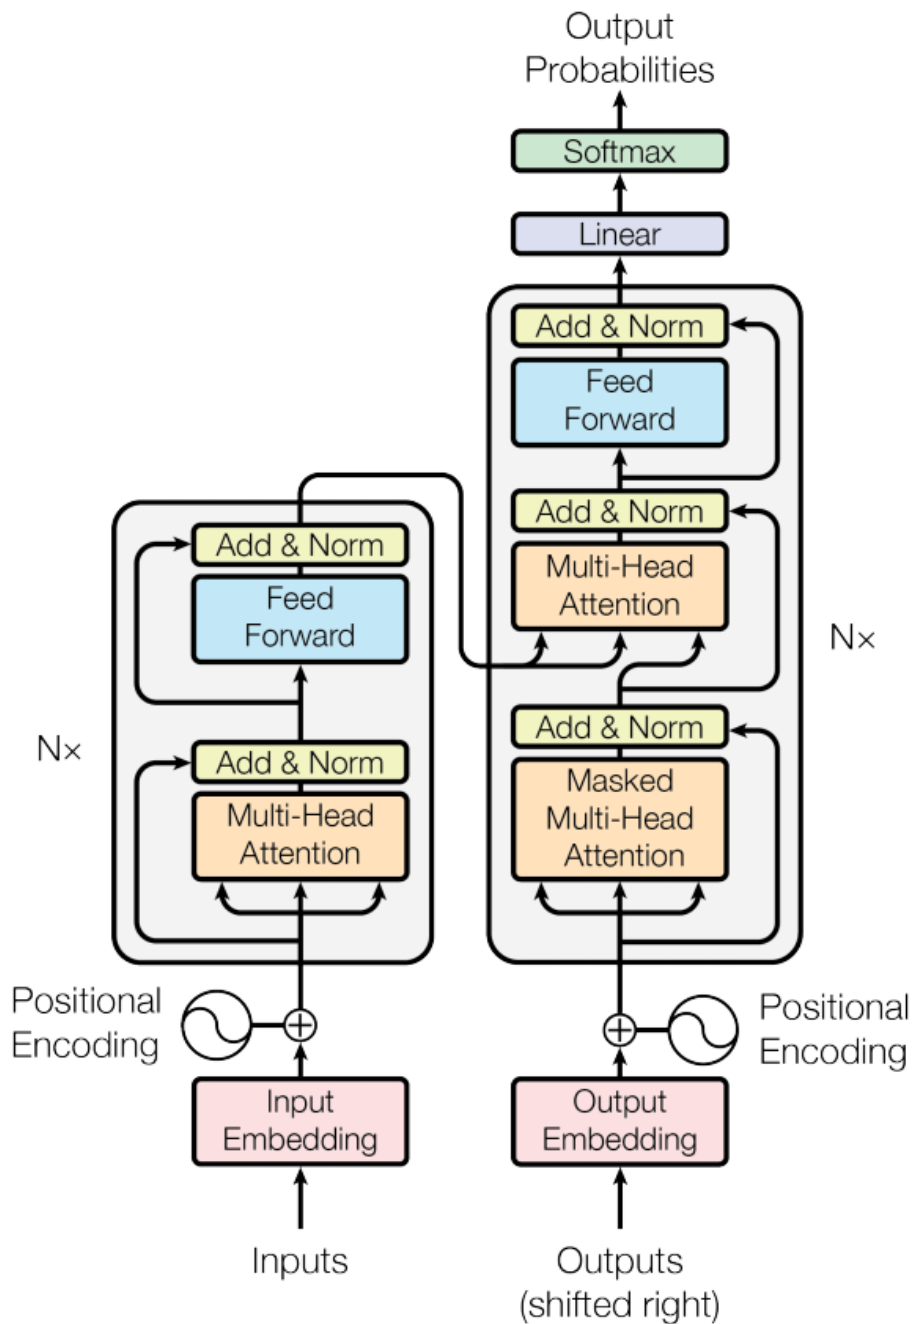 Output
Probabilities
Softmax
Linear
Add & Norm
Feed
Forward
Add & Norm
Multi-Head
Attention
Add & Norm
Masked
Multi-Head
Attention
N×
Add & Norm
Feed
Forward
Add & Norm
Multi-Head
Attention
N×
Positional
Encoding
Positional
Encoding
Input
Embedding
Output
Embedding
Inputs
Outputs
(shifted right)